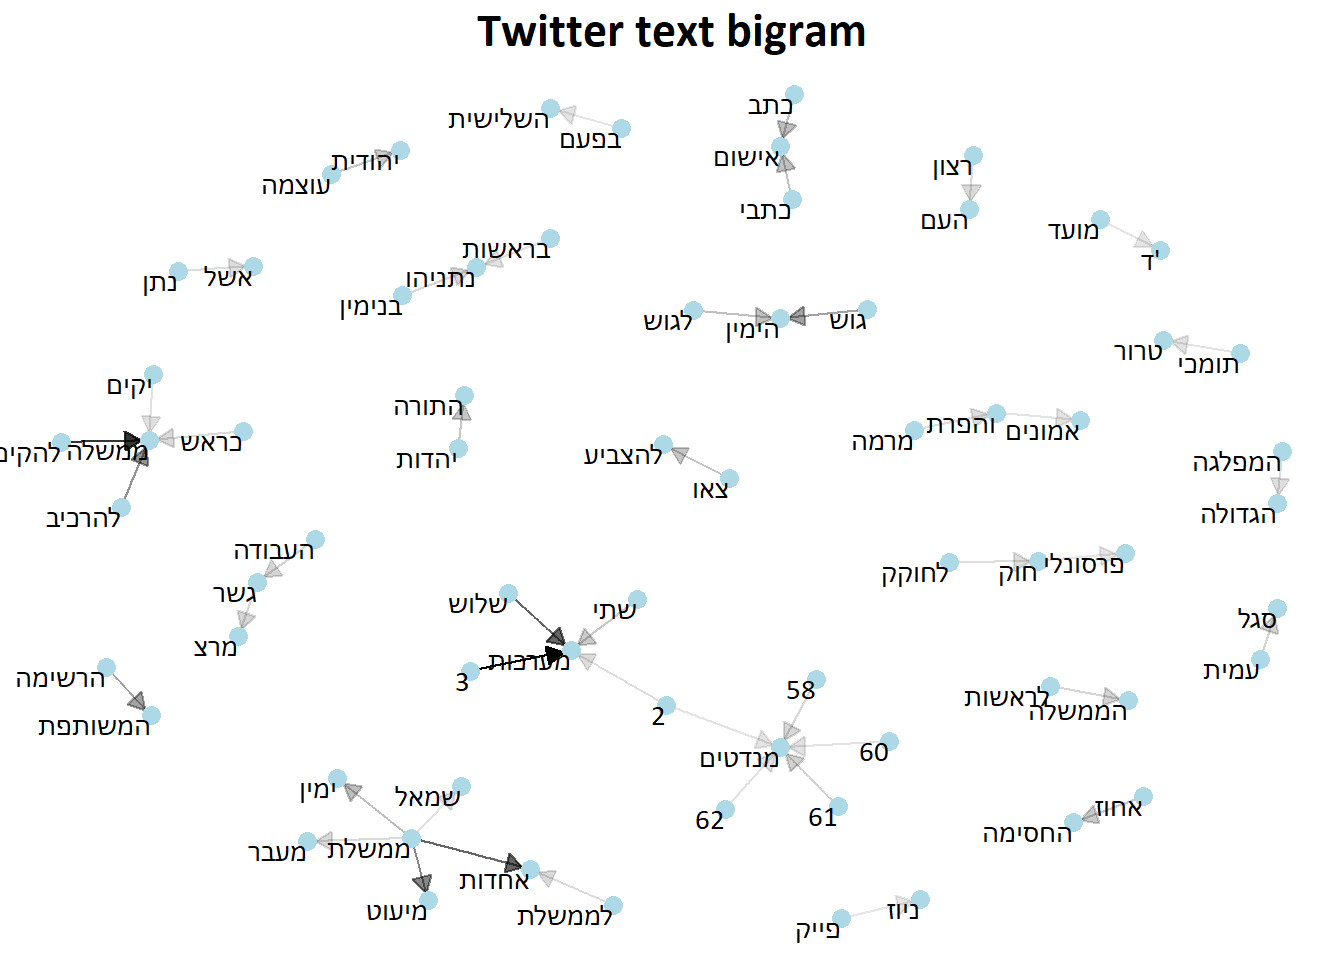 Twitter text bigram
כתב
השלישית
בפעם
יהודית
עוצמה
אישום
כתבי
רצון
העם
מועד
ד'
בראשות
נתניהו
בנימין
אשל
נתן
גוש
הימין
לגוש
תומכי
טרור
יקים
כראש
ממשלה
להקים
להרכיב
התורה
יהדות
להצביע
צאו
אמונים
והפרת
מרמה
המפלגה
הגדולה
העבודה
גשר
מרצ
פרסונלי
חוק
לחוקק
שלוש
שתי
מערכות
3
2
58
60
מנדטים
62
61
סגל
עמית
הרשימה
המשותפת
לראשות
הממשלה
ימין
שמאל
ממשלת
מעבר
אחדות
מיעוט
לממשלת
אחוז
החסימה
ניוז
פייק